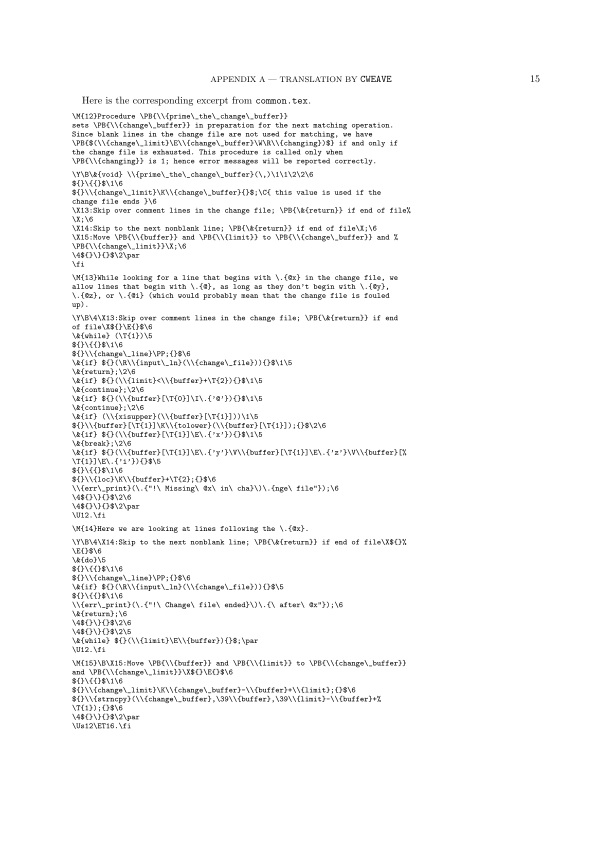 APPENDIX A — TRANSLATION BY CWEAVE 15
Here is the corresponding excerpt from common.tex.
\M{12}Procedure \PB{\\{prime\_the\_change\_buffer}}
sets \PB{\\{change\_buffer}} in preparation for the next matching operation.
Since blank lines in the change file are not used for matching, we have
\PB{$(\\{change\_limit}\E\\{change\_buffer}\W\R\\{changing})$} if and only if
the change file is exhausted. This procedure is called only when
\PB{\\{changing}} is 1; hence error messages will be reported correctly.
\Y\B\&{void} \\{prime\_the\_change\_buffer}(\,)\1\1\2\2\6
${}\{{}$\1\6
${}\\{change\_limit}\K\\{change\_buffer}{}$;\C{ this value is used if the
change file ends }\6
\X13:Skip over comment lines in the change file; \PB{\&{return}} if end of file%
\X;\6
\X14:Skip to the next nonblank line; \PB{\&{return}} if end of file\X;\6
\X15:Move \PB{\\{buffer}} and \PB{\\{limit}} to \PB{\\{change\_buffer}} and %
\PB{\\{change\_limit}}\X;\6
\4${}\}{}$\2\par
\fi
\M{13}While looking for a line that begins with \.{@x} in the change file, we
allow lines that begin with \.{@}, as long as they don't begin with \.{@y},
\.{@z}, or \.{@i} (which would probably mean that the change file is fouled
up).
\Y\B\4\X13:Skip over comment lines in the change file; \PB{\&{return}} if end
of file\X${}\E{}$\6
\&{while} (\T{1})\5
${}\{{}$\1\6
${}\\{change\_line}\PP;{}$\6
\&{if} ${}(\R\\{input\_ln}(\\{change\_file})){}$\1\5
\&{return};\2\6
\&{if} ${}(\\{limit}<\\{buffer}+\T{2}){}$\1\5
\&{continue};\2\6
\&{if} ${}(\\{buffer}[\T{0}]\I\.{'@'}){}$\1\5
\&{continue};\2\6
\&{if} (\\{xisupper}(\\{buffer}[\T{1}]))\1\5
${}\\{buffer}[\T{1}]\K\\{tolower}(\\{buffer}[\T{1}]);{}$\2\6
\&{if} ${}(\\{buffer}[\T{1}]\E\.{'x'}){}$\1\5
\&{break};\2\6
\&{if} ${}(\\{buffer}[\T{1}]\E\.{'y'}\V\\{buffer}[\T{1}]\E\.{'z'}\V\\{buffer}[%
\T{1}]\E\.{'i'}){}$\5
${}\{{}$\1\6
${}\\{loc}\K\\{buffer}+\T{2};{}$\6
\\{err\_print}(\.{"!\ Missing\ @x\ in\ cha}\)\.{nge\ file"});\6
\4${}\}{}$\2\6
\4${}\}{}$\2\par
\U12.\fi
\M{14}Here we are looking at lines following the \.{@x}.
\Y\B\4\X14:Skip to the next nonblank line; \PB{\&{return}} if end of file\X${}%
\E{}$\6
\&{do}\5
${}\{{}$\1\6
${}\\{change\_line}\PP;{}$\6
\&{if} ${}(\R\\{input\_ln}(\\{change\_file})){}$\5
${}\{{}$\1\6
\\{err\_print}(\.{"!\ Change\ file\ ended}\)\.{\ after\ @x"});\6
\&{return};\6
\4${}\}{}$\2\6
\4${}\}{}$\2\5
\&{while} ${}(\\{limit}\E\\{buffer}){}$;\par
\U12.\fi
\M{15}\B\X15:Move \PB{\\{buffer}} and \PB{\\{limit}} to \PB{\\{change\_buffer}}
and \PB{\\{change\_limit}}\X${}\E{}$\6
${}\{{}$\1\6
${}\\{change\_limit}\K\\{change\_buffer}-\\{buffer}+\\{limit};{}$\6
${}\\{strncpy}(\\{change\_buffer},\39\\{buffer},\39\\{limit}-\\{buffer}+%
\T{1});{}$\6
\4${}\}{}$\2\par
\Us12\ET16.\fi